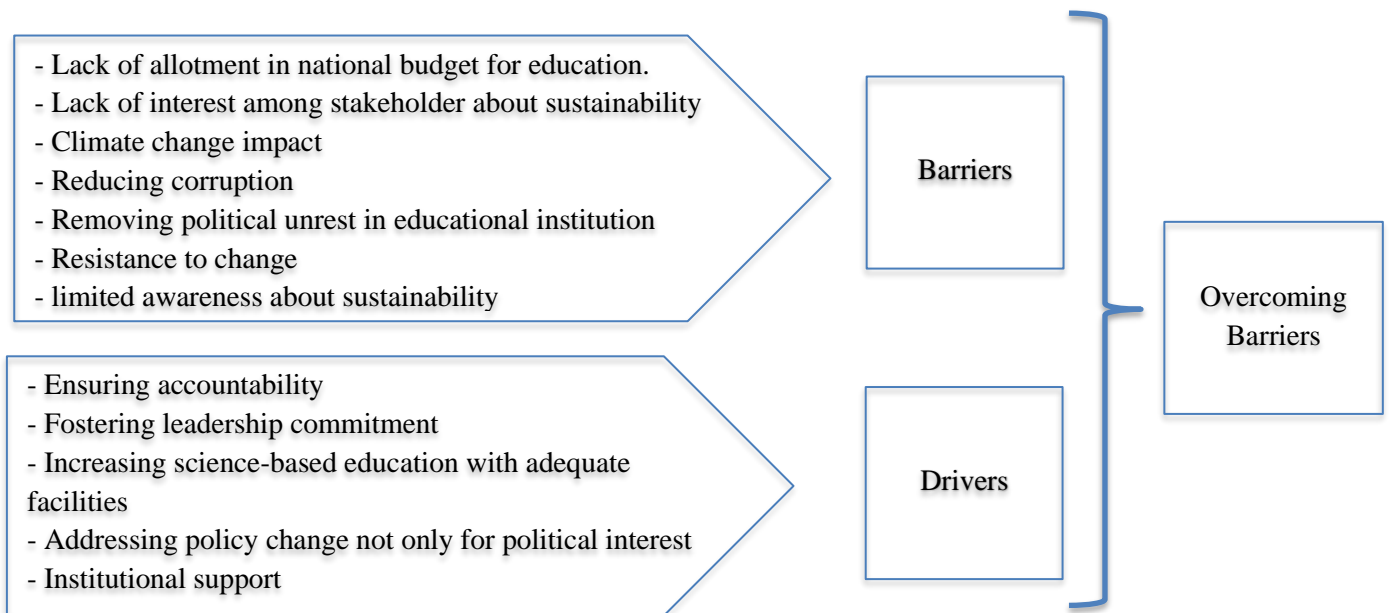 - Lack of allotment in national budget for education.
- Lack of interest among stakeholder about sustainability
- Climate change impact
- Reducing corruption
- Removing political unrest in educational institution
- Resistance to change
- limited awareness about sustainability
Barriers
- Ensuring accountability
- Fostering leadership commitment
- Increasing science-based education with adequate
facilities
- Addressing policy change not only for political interest
- Institutional support
Drivers
Overcoming
Barriers